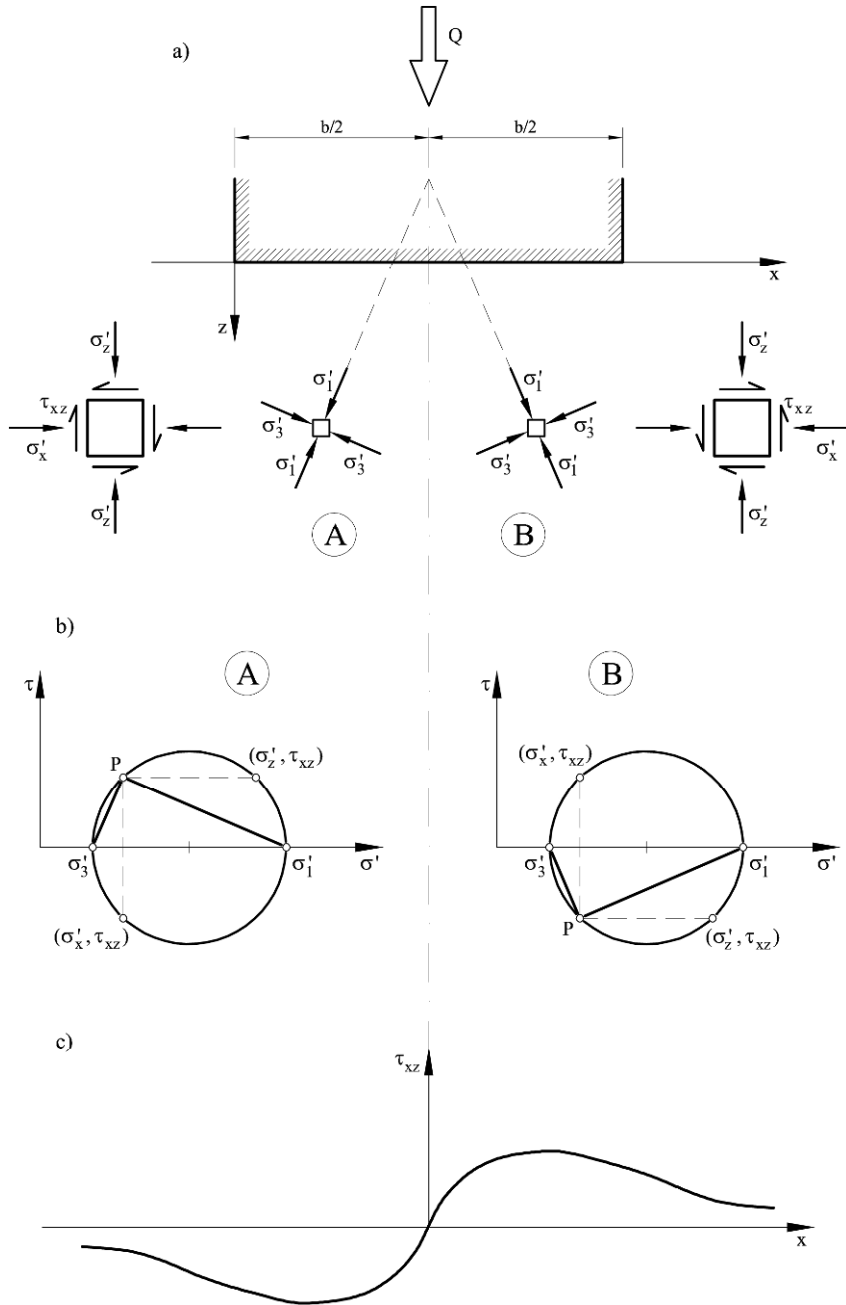 a)
Q
b/2 b/2
x
z
σ'z σ'z
σ'1 σ'1
τxz τxz
σ'3 σ'3
σ'x σ'x
σ'3 σ'3
σ'1 σ'1
σ'z σ'z
A B
b)
A B
τ τ
P (σ'z, τxz) (σ'x, τxz)
σ'3 σ'1 σ' σ'3 σ'1 σ'
(σ'x, τxz) P (σ'z, τxz)
c)
τxz
x